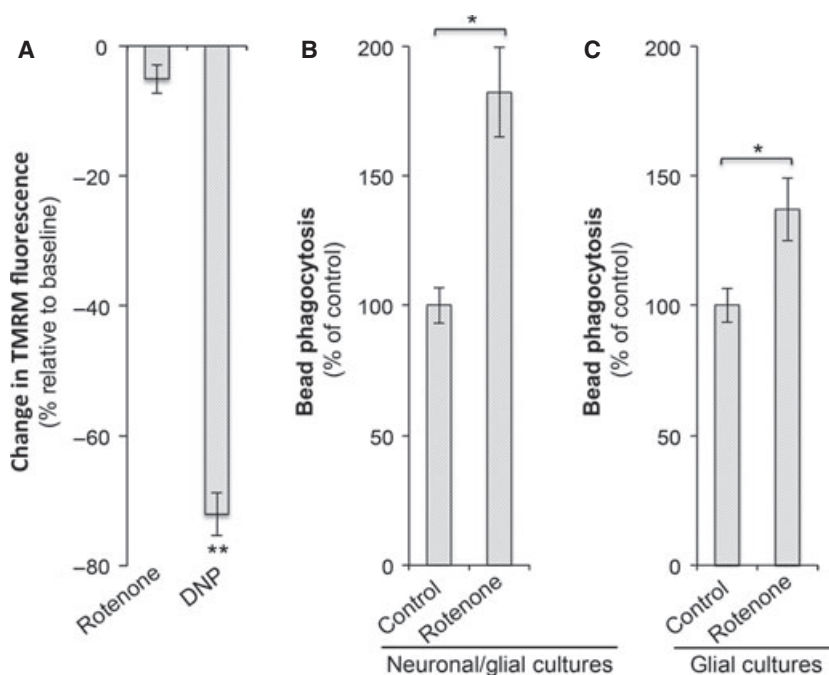 A
Change in TMRM fluorescence
(% relative to baseline)
0
−20
−40
−60
−80
**
Rotenone
DNP
B
Bead phagocytosis
(% of control)
200
150
100
50
0
*
Control
Rotenone
Neuronal/glial cultures
C
Bead phagocytosis
(% of control)
200
150
100
50
0
*
Control
Rotenone
Glial cultures